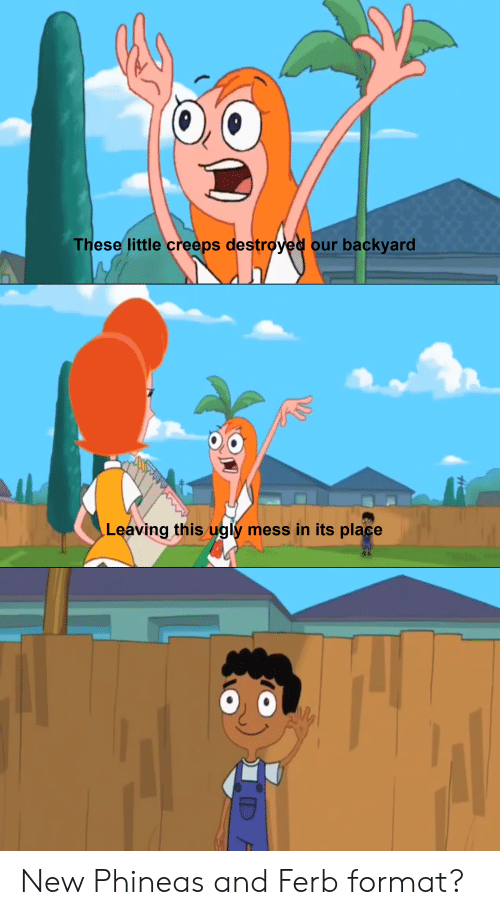 These little creeps destroyed our backyard
Leaving this ugly mess in its place
New Phineas and Ferb format?